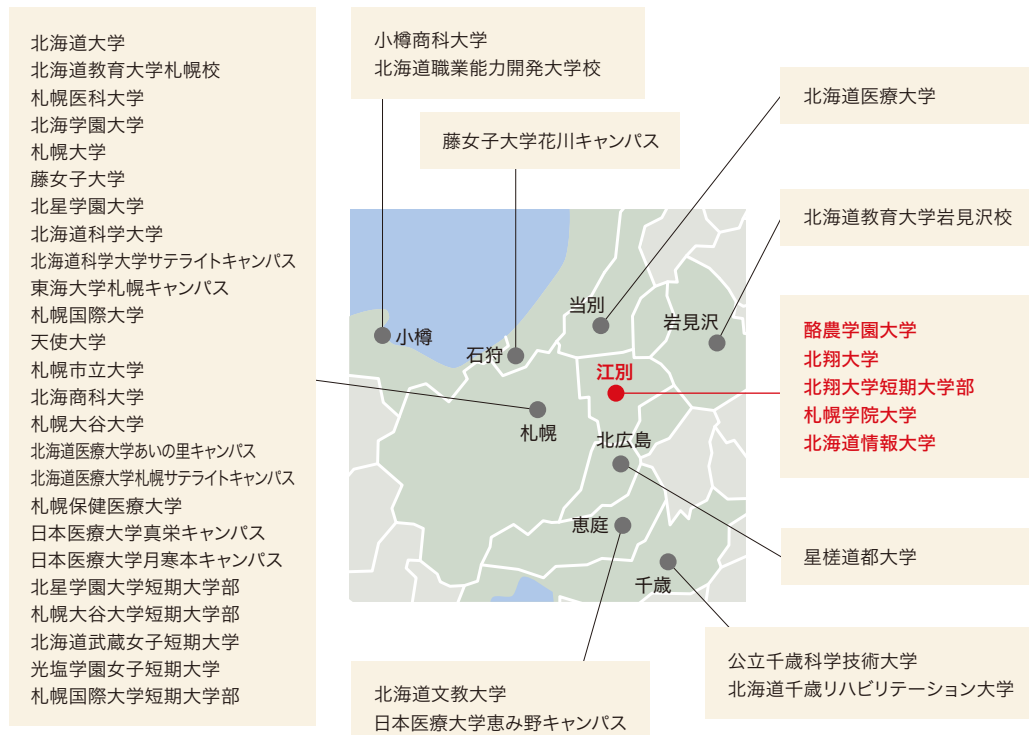 北海道大学
北海道教育大学札幌校
札幌医科大学
北海学園大学
札幌大学
藤女子大学
北星学園大学
北海道科学大学
北海道科学大学サテライトキャンパス
東海大学札幌キャンパス
札幌国際大学
天使大学
札幌市立大学
北海商科大学
札幌大谷大学
北海道医療大学あいの里キャンパス
北海道医療大学札幌サテライトキャンパス
札幌保健医療大学
日本医療大学真栄キャンパス
日本医療大学月寒本キャンパス
北星学園大学短期大学部
札幌大谷大学短期大学部
北海道武蔵女子短期大学
光塩学園女子短期大学
札幌国際大学短期大学部
小樽商科大学
北海道職業能力開発大学校
藤女子大学花川キャンパス
北海道医療大学
北海道教育大学岩見沢校
酪農学園大学
北翔大学
北翔大学短期大学部
札幌学院大学
北海道情報大学
星槎道都大学
公立千歳科学技術大学
北海道千歳リハビリテーション大学
北海道文教大学
日本医療大学恵み野キャンパス
当別
岩見沢
小樽
石狩
江別
札幌
北広島
恵庭
千歳